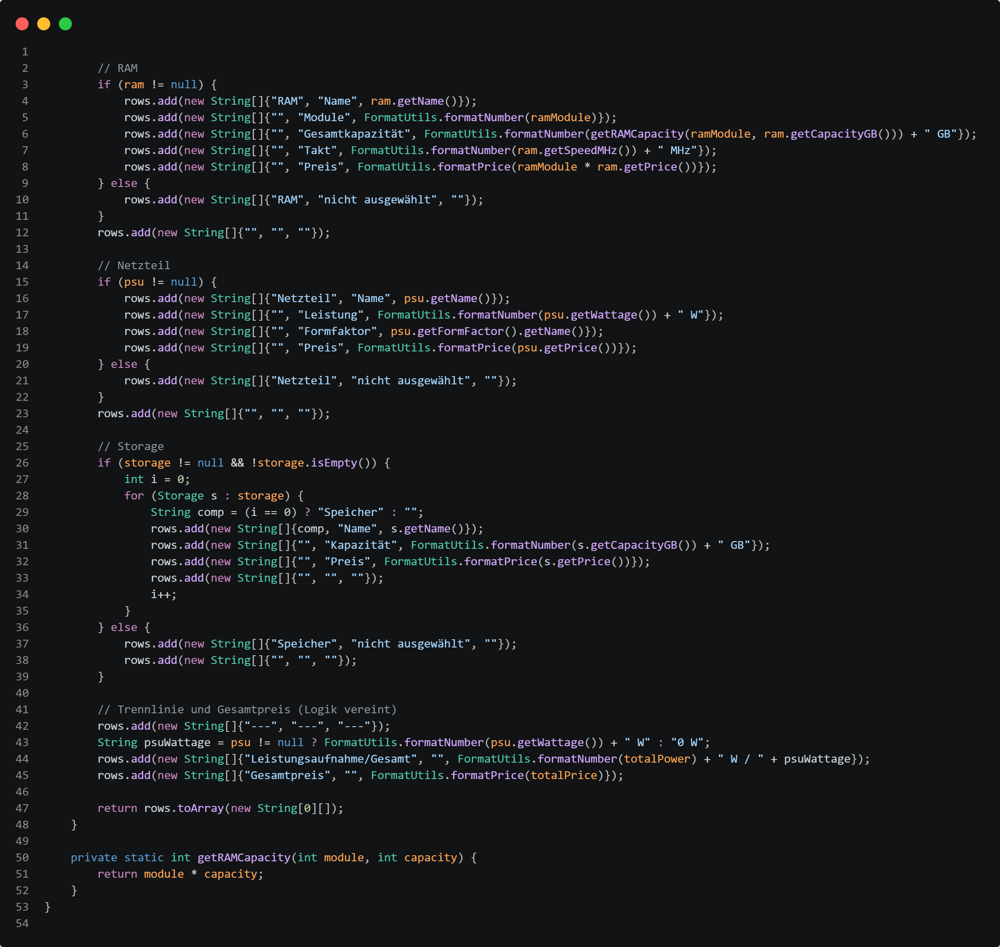 1
2        // RAM
3        if (ram != null) {
4            rows.add(new String[]{"RAM", "Name", ram.getName()});
5            rows.add(new String[]{"", "Module", FormatUtils.formatNumber(ramModule)});
6            rows.add(new String[]{"", "Gesamtkapazität", FormatUtils.formatNumber(getRAMCapacity(ramModule, ram.getCapacityGB())) + " GB"});
7            rows.add(new String[]{"", "Takt", FormatUtils.formatNumber(ram.getSpeedMHz()) + " MHz"});
8            rows.add(new String[]{"", "Preis", FormatUtils.formatPrice(ramModule * ram.getPrice())});
9        } else {
10            rows.add(new String[]{"RAM", "nicht ausgewählt", ""});
11        }
12        rows.add(new String[]{"", "", ""});
13
14        // Netzteil
15        if (psu != null) {
16            rows.add(new String[]{"Netzteil", "Name", psu.getName()});
17            rows.add(new String[]{"", "Leistung", FormatUtils.formatNumber(psu.getWattage()) + " W"});
18            rows.add(new String[]{"", "Formfaktor", psu.getFormFactor().getName()});
19            rows.add(new String[]{"", "Preis", FormatUtils.formatPrice(psu.getPrice())});
20        } else {
21            rows.add(new String[]{"Netzteil", "nicht ausgewählt", ""});
22        }
23        rows.add(new String[]{"", "", ""});
24
25        // Storage
26        if (storage != null && !storage.isEmpty()) {
27            int i = 0;
28            for (Storage s : storage) {
29                String comp = (i == 0) ? "Speicher" : "";
30                rows.add(new String[]{comp, "Name", s.getName()});
31                rows.add(new String[]{"", "Kapazität", FormatUtils.formatNumber(s.getCapacityGB()) + " GB"});
32                rows.add(new String[]{"", "Preis", FormatUtils.formatPrice(s.getPrice())});
33                rows.add(new String[]{"", "", ""});
34                i++;
35            }
36        } else {
37            rows.add(new String[]{"Speicher", "nicht ausgewählt", ""});
38            rows.add(new String[]{"", "", ""});
39        }
40
41        // Trennlinie und Gesamtpreis (Logik vereint)
42        rows.add(new String[]{"---", "---", "---"});
43        String psuWattage = psu != null ? FormatUtils.formatNumber(psu.getWattage()) + " W" : "0 W";
44        rows.add(new String[]{"Leistungsaufnahme/Gesamt", "", FormatUtils.formatNumber(totalPower) + " W / " + psuWattage});
45        rows.add(new String[]{"Gesamtpreis", "", FormatUtils.formatPrice(totalPrice)});
46
47        return rows.toArray(new String[0][]);
48    }
49
50    private static int getRAMCapacity(int module, int capacity) {
51        return module * capacity;
52    }
53}
54